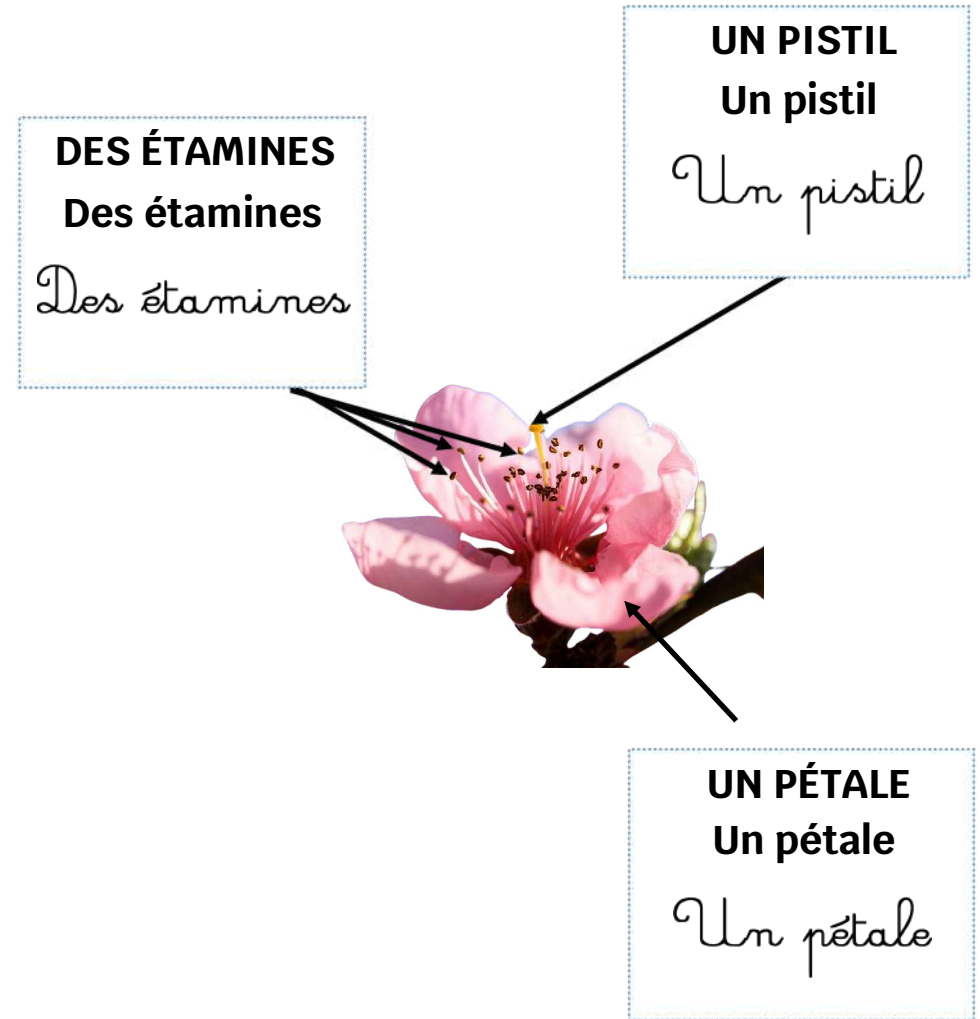 UN PISTIL
Un pistil
Un pistil
DES ÉTAMINES
Des étamines
Des étamines
UN PÉTALE
Un pétale
Un pétale